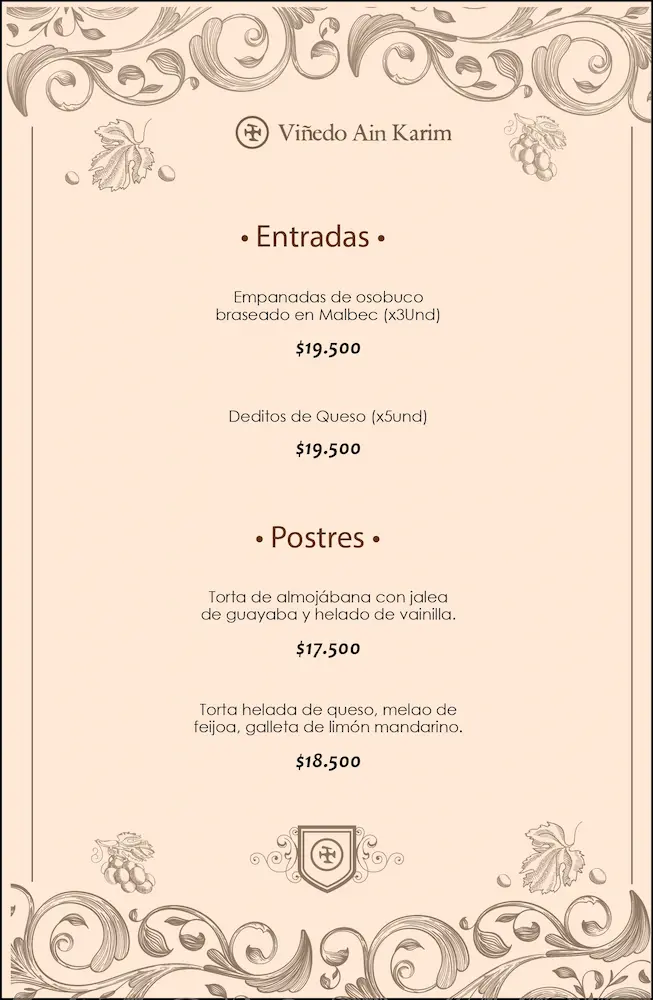 Viñedo Ain Karim
• Entradas •
Empanadas de osobuco
braseado en Malbec (x3Und)
$19.500
Deditos de Queso (x5und)
$19.500
• Postres •
Torta de almojábana con jalea
de guayaba y helado de vainilla.
$17.500
Torta helada de queso, melao de
feijoa, galleta de limón mandarino.
$18.500